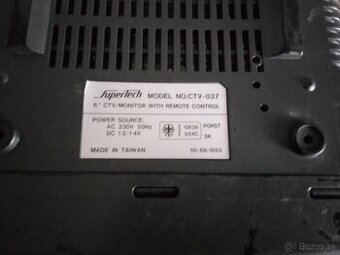 SuperTech MODEL NO:CTV-037
6" CTV/MONITOR WITH REMOTE CONTROL
POWER SOURCE:
AC 230V 50Hz
DC 12-14V
MADE IN TAIWAN
SK
Bazos.sk